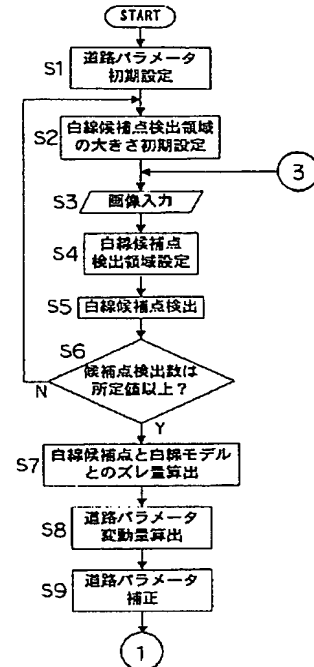 START
S1
道路パラメータ
初期設定
S2
白線候補点検出領域
の大きさ初期設定
3
S3
画像入力
S4
白線候補点
検出領域設定
S5
白線候補点検出
S6
候補点検出数は
所定値以上?
N
Y
S7
白線候補点と白線モデル
とのズレ量算出
S8
道路パラメータ
変動量算出
S9
道路パラメータ
補正
1